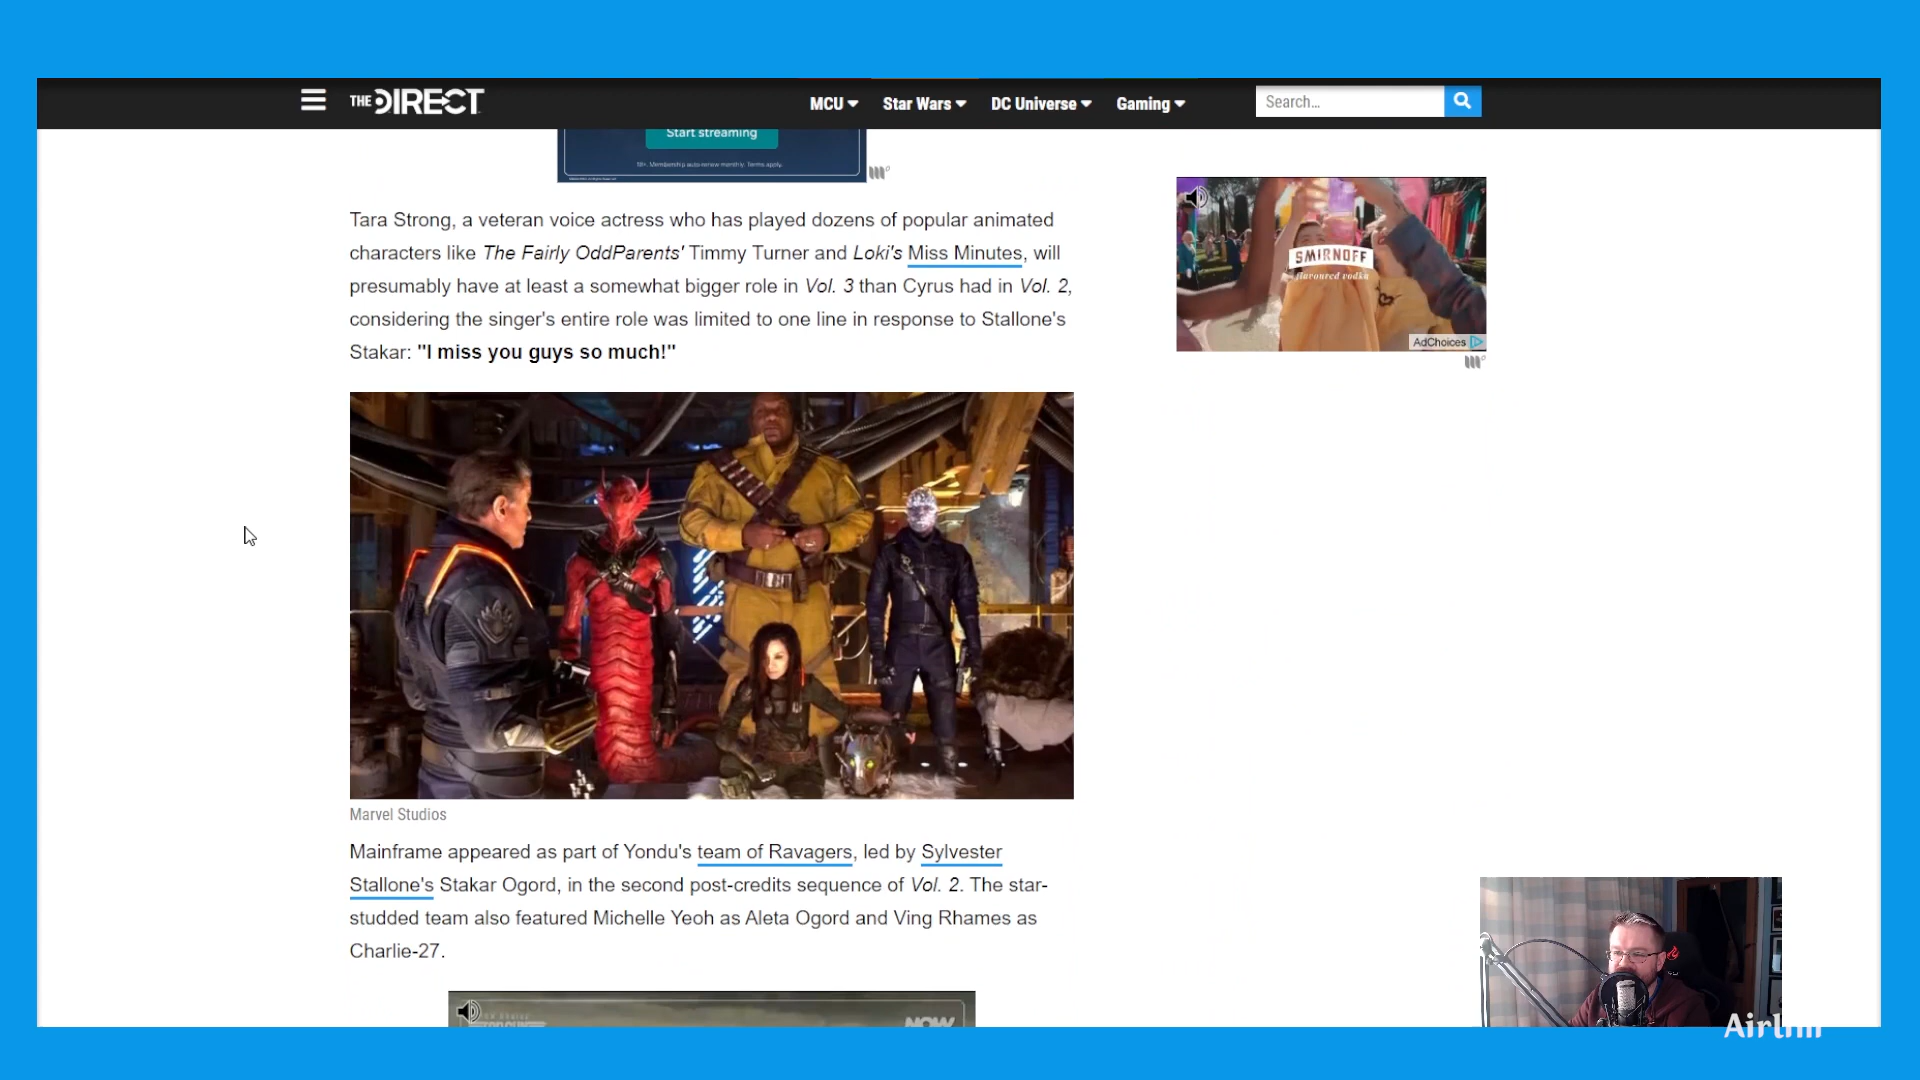 THE DIRECT
MCU
Star Wars
DC Universe
Gaming
Search...
Start streaming
18+. Membership auto-renew monthly. Terms apply.
Tara Strong, a veteran voice actress who has played dozens of popular animated
characters like The Fairly OddParents' Timmy Turner and Loki's Miss Minutes, will
presumably have at least a somewhat bigger role in Vol. 3 than Cyrus had in Vol. 2,
considering the singer's entire role was limited to one line in response to Stallone's
Stakar: "I miss you guys so much!"
SMIRNOFF
flavoured vodka
AdChoices
Marvel Studios
Mainframe appeared as part of Yondu's team of Ravagers, led by Sylvester
Stallone's Stakar Ogord, in the second post-credits sequence of Vol. 2. The star-
studded team also featured Michelle Yeoh as Aleta Ogord and Ving Rhames as
Charlie-27.
NOW